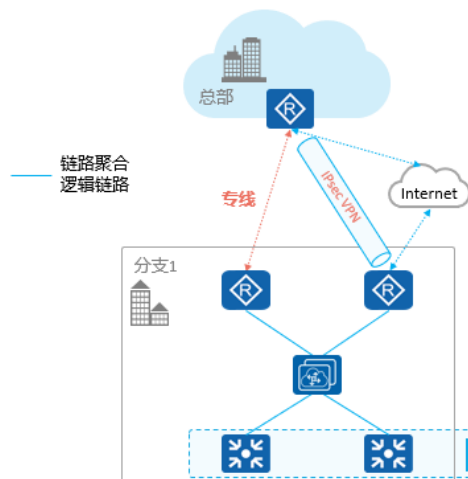 总部
R
链路聚合
逻辑链路
Internet
IPsec VPN
专线
分支1
R
R